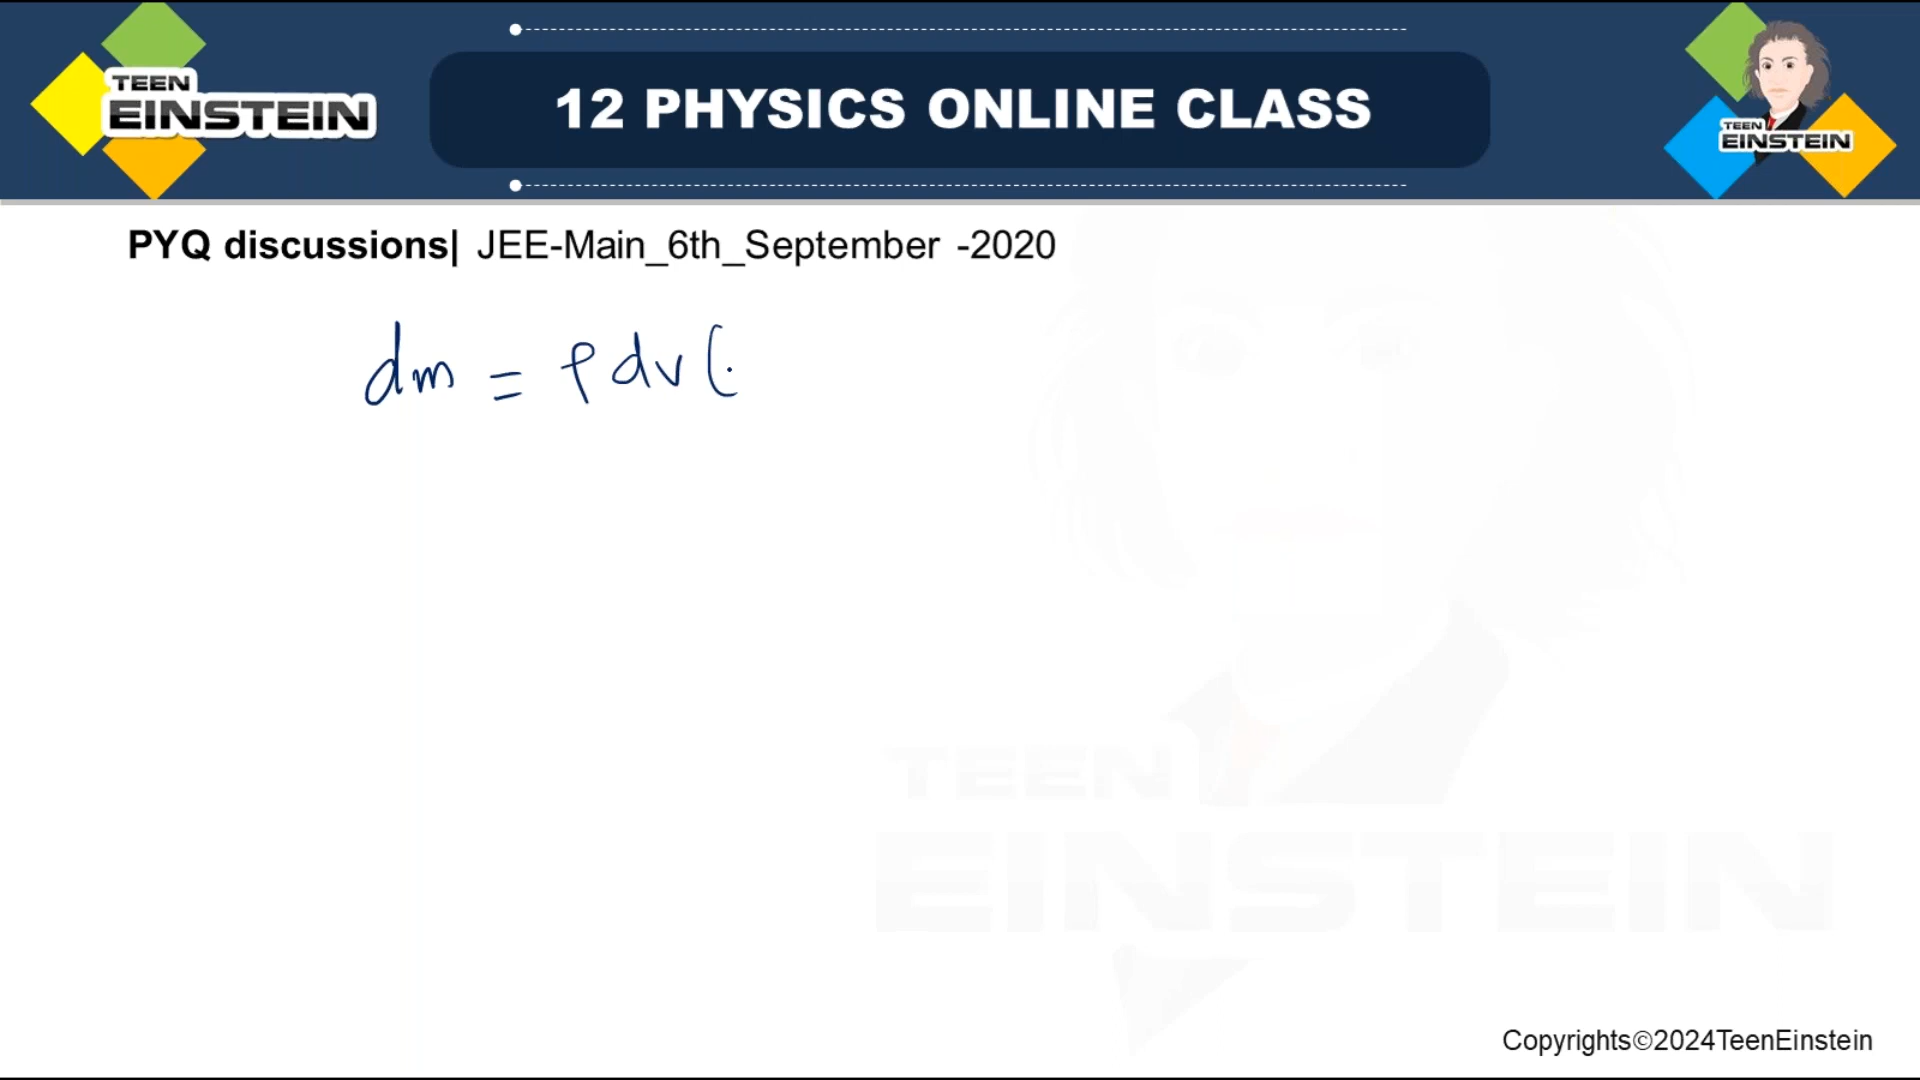 TEEN
EINSTEIN
12 PHYSICS ONLINE CLASS
TEEN
EINSTEIN
PYQ discussions| JEE-Main_6th_September -2020
dm = ρ dv (.
TEEN
EINSTEIN
Copyrights©2024TeenEinstein